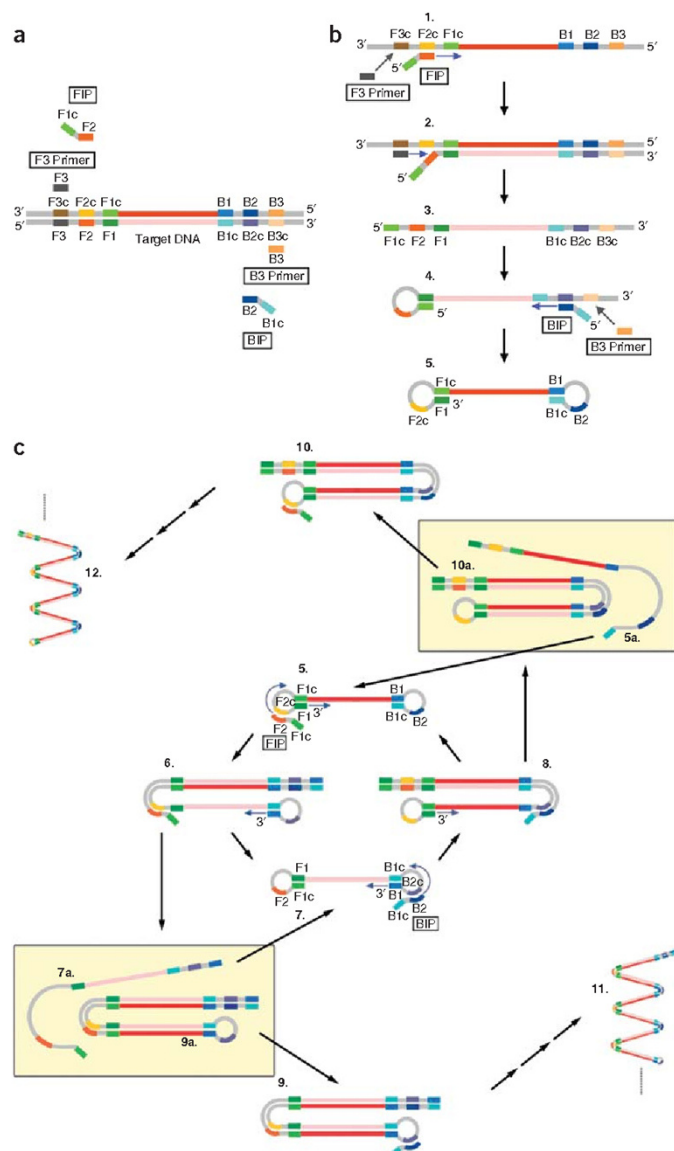 a
FIP
F1c
F2
F3 Primer
F3
F3c F2c F1c B1 B2 B3
3′ 5′
5′ 3′
F3 F2 F1 Target DNA B1c B2c B3c
B3
B3 Primer
B2
B1c
BIP
b
1.
F3c F2c F1c B1 B2 B3
3′ 5′
5′
FIP
F3 Primer
2.
3′ 5′
3′
5′
3.
5′ 3′
F1c F2 F1 B1c B2c B3c
4.
3′
5′
BIP 5′
B3 Primer
5.
F1c B1
F2c F1 3′ B1c B2
c
10.
12.
10a.
5a.
5.
F1c B1
F2c F1 3′ B1c B2
F2 F1c
FIP
6.
8.
3′
3′
F1 B1c
F2 F1c 3′ B2c
B1 B2
7. B1c
BIP
7a.
9a.
11.
9.